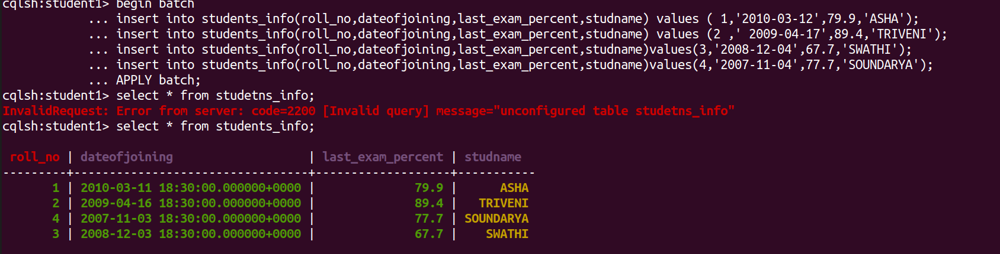 cqlsh:student1> begin batch
... insert into students_info(roll_no,dateofjoining,last_exam_percent,studname) values ( 1,'2010-03-12',79.9,'ASHA');
... insert into students_info(roll_no,dateofjoining,last_exam_percent,studname) values (2 ,' 2009-04-17',89.4,'TRIVENI');
... insert into students_info(roll_no,dateofjoining,last_exam_percent,studname)values(3,'2008-12-04',67.7,'SWATHI');
... insert into students_info(roll_no,dateofjoining,last_exam_percent,studname)values(4,'2007-11-04',77.7,'SOUNDARYA');
... APPLY batch;
cqlsh:student1> select * from studetns_info;
InvalidRequest: Error from server: code=2200 [Invalid query] message="unconfigured table studetns_info"
cqlsh:student1> select * from students_info;
roll_no | dateofjoining | last_exam_percent | studname
---------+---------------------------------+-------------------+-----------
1 | 2010-03-11 18:30:00.000000+0000 | 79.9 | ASHA
2 | 2009-04-16 18:30:00.000000+0000 | 89.4 | TRIVENI
4 | 2007-11-03 18:30:00.000000+0000 | 77.7 | SOUNDARYA
3 | 2008-12-03 18:30:00.000000+0000 | 67.7 | SWATHI